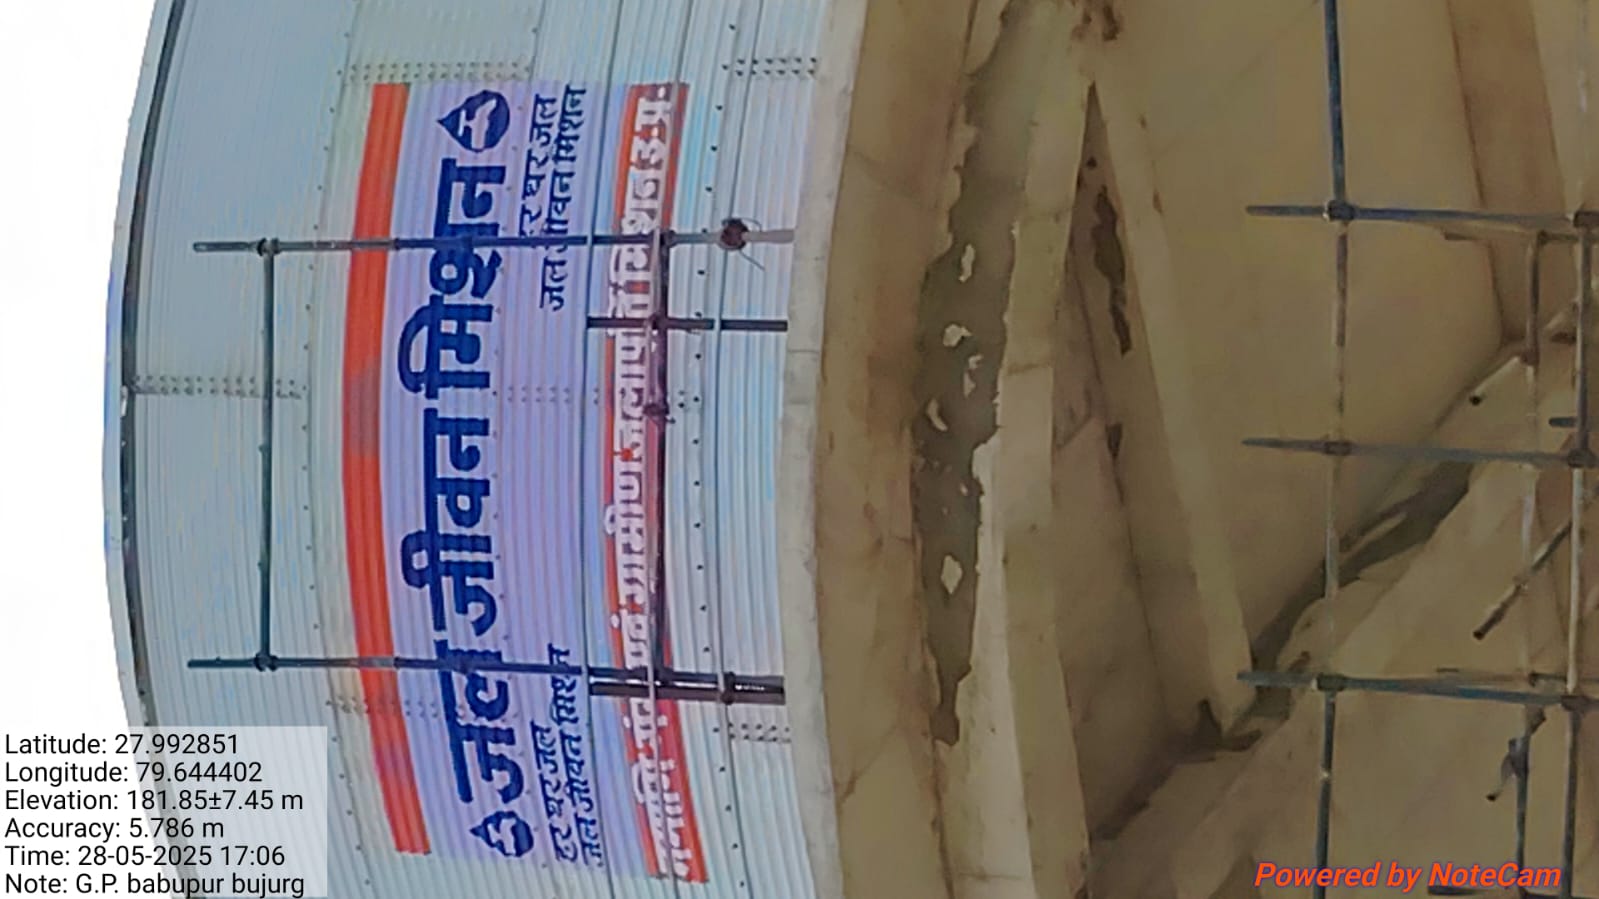 जल जीवन मिशन
हर घर जल
जल जीवन मिशन
हर घर जल
जल जीवन मिशन
एवं ग्रामीण जलापूर्ति मिशन उ.प्र.
Latitude: 27.992851
Longitude: 79.644402
Elevation: 181.85±7.45 m
Accuracy: 5.786 m
Time: 28-05-2025 17:06
Note: G.P. babupur bujurg
Powered by NoteCam